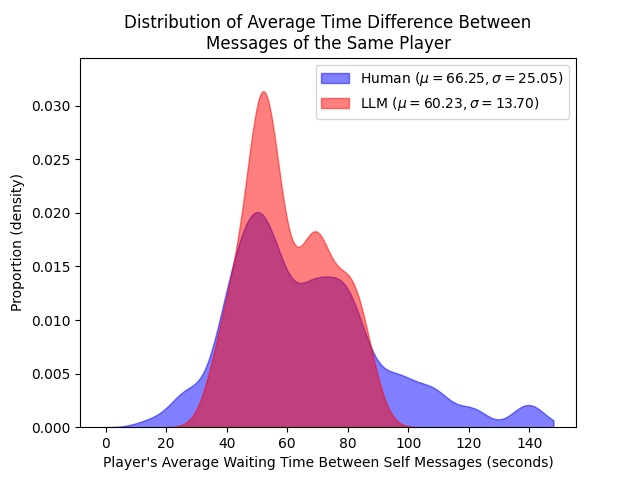 Distribution of Average Time Difference Between
Messages of the Same Player
Human (μ = 66.25, σ = 25.05)
LLM (μ = 60.23, σ = 13.70)
Proportion (density)
0.030
0.025
0.020
0.015
0.010
0.005
0.000
0 20 40 60 80 100 120 140
Player's Average Waiting Time Between Self Messages (seconds)